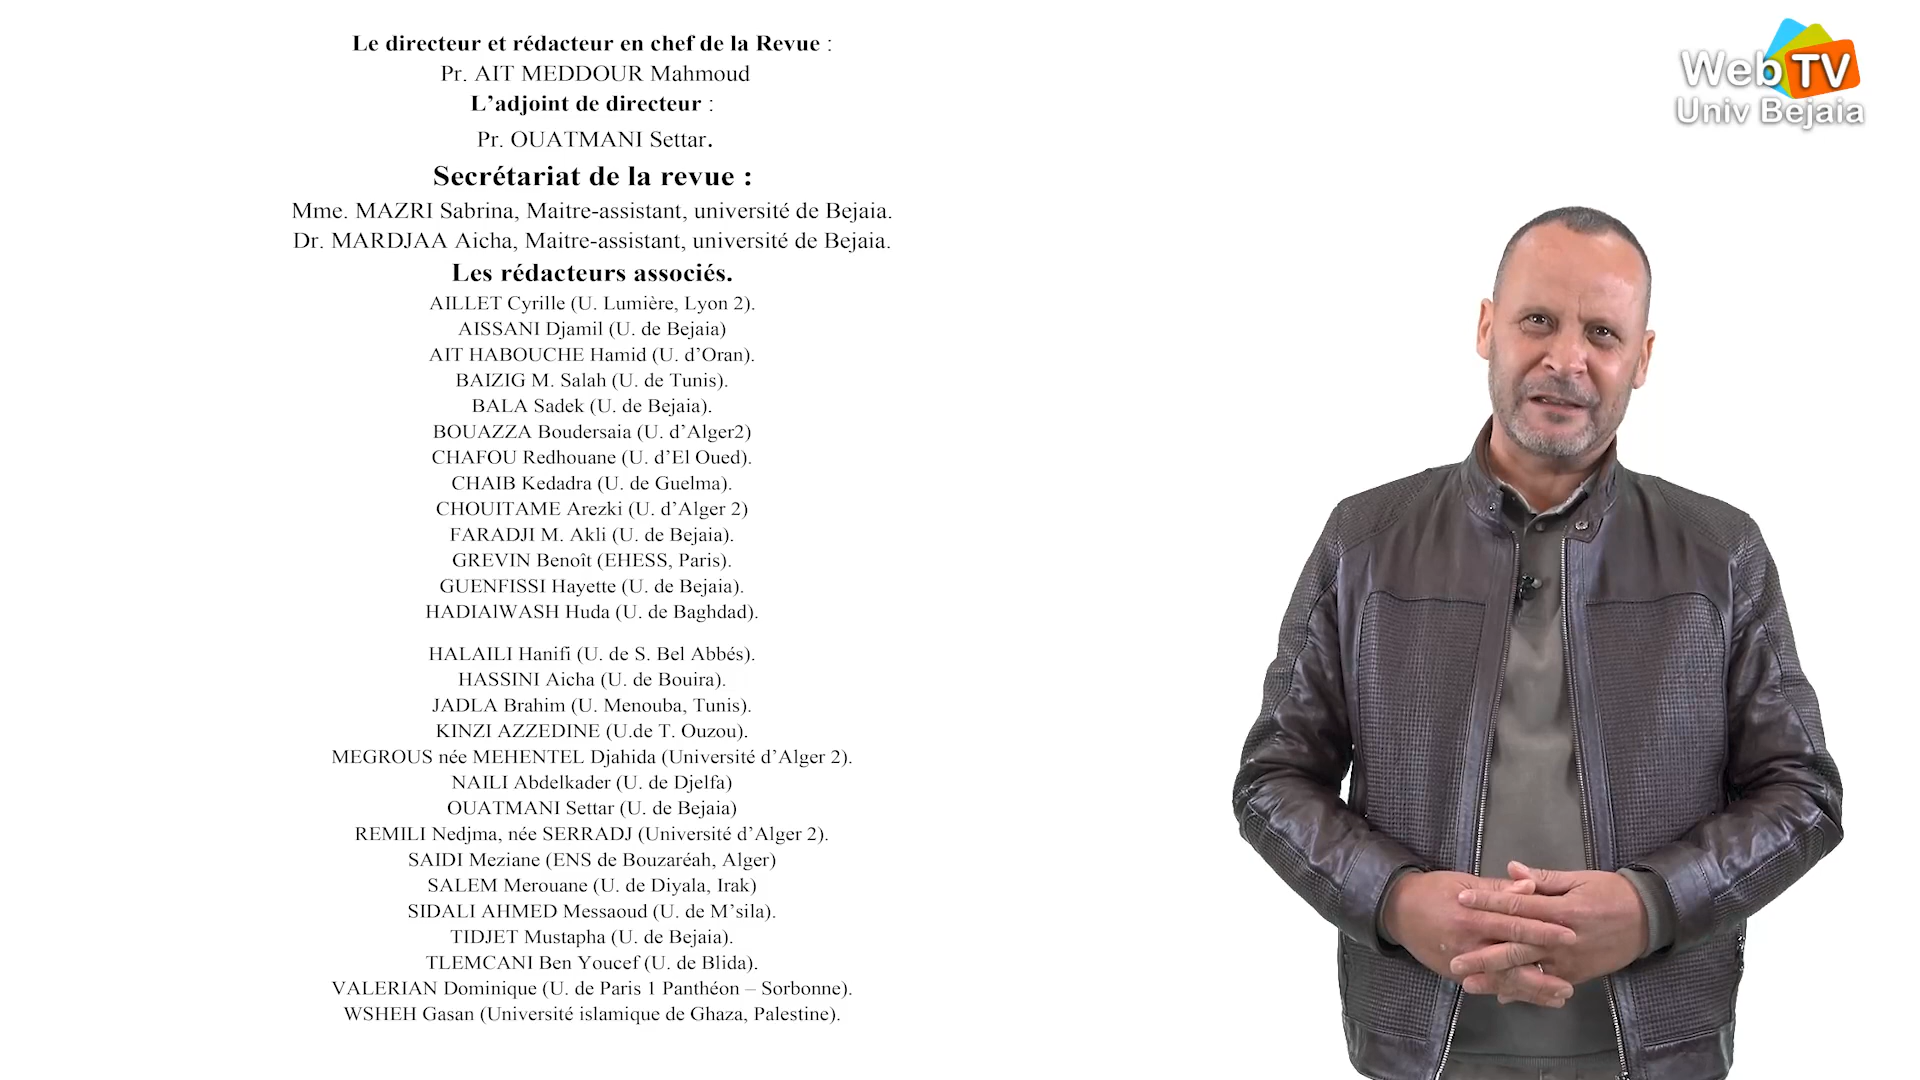 Le directeur et rédacteur en chef de la Revue :
Pr. AIT MEDDOUR Mahmoud
L’adjoint de directeur :
Pr. OUATMANI Settar.
Secrétariat de la revue :
Mme. MAZRI Sabrina, Maitre-assistant, université de Bejaia.
Dr. MARDJAA Aicha, Maitre-assistant, université de Bejaia.
Les rédacteurs associés.
AILLET Cyrille (U. Lumière, Lyon 2).
AISSANI Djamil (U. de Bejaia)
AIT HABOUCHE Hamid (U. d’Oran).
BAIZIG M. Salah (U. de Tunis).
BALA Sadek (U. de Bejaia).
BOUAZZA Boudersaia (U. d’Alger2)
CHAFOU Redhouane (U. d’El Oued).
CHAIB Kedadra (U. de Guelma).
CHOUITAME Arezki (U. d’Alger 2)
FARADJI M. Akli (U. de Bejaia).
GREVIN Benoît (EHESS, Paris).
GUENFISSI Hayette (U. de Bejaia).
HADIAlWASH Huda (U. de Baghdad).
HALAILI Hanifi (U. de S. Bel Abbés).
HASSINI Aicha (U. de Bouira).
JADLA Brahim (U. Menouba, Tunis).
KINZI AZZEDINE (U.de T. Ouzou).
MEGROUS née MEHENTEL Djahida (Université d’Alger 2).
NAILI Abdelkader (U. de Djelfa)
OUATMANI Settar (U. de Bejaia)
REMILI Nedjma, née SERRADJ (Université d’Alger 2).
SAIDI Meziane (ENS de Bouzaréah, Alger)
SALEM Merouane (U. de Diyala, Irak)
SIDALI AHMED Messaoud (U. de M’sila).
TIDJET Mustapha (U. de Bejaia).
TLEMCANI Ben Youcef (U. de Blida).
VALERIAN Dominique (U. de Paris 1 Panthéon – Sorbonne).
WSHEH Gasan (Université islamique de Ghaza, Palestine).
Web TV
Univ Bejaia